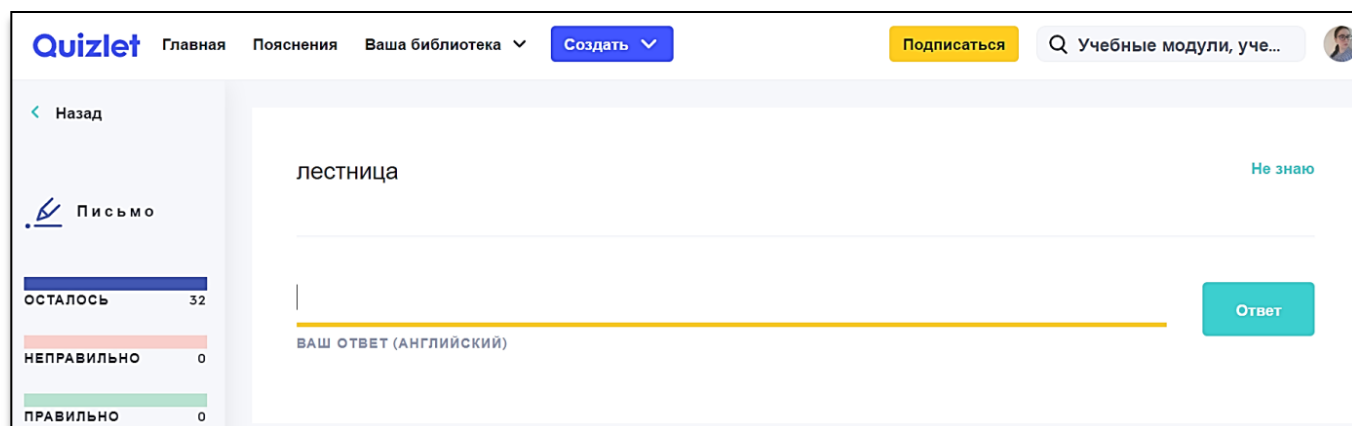 Quizlet Главная Пояснения Ваша библиотека Создать Подписаться Учебные модули, уче...
Назад
лестница Не знаю
Письмо
ОСТАЛОСЬ 32
Ответ
ВАШ ОТВЕТ (АНГЛИЙСКИЙ)
НЕПРАВИЛЬНО 0
ПРАВИЛЬНО 0